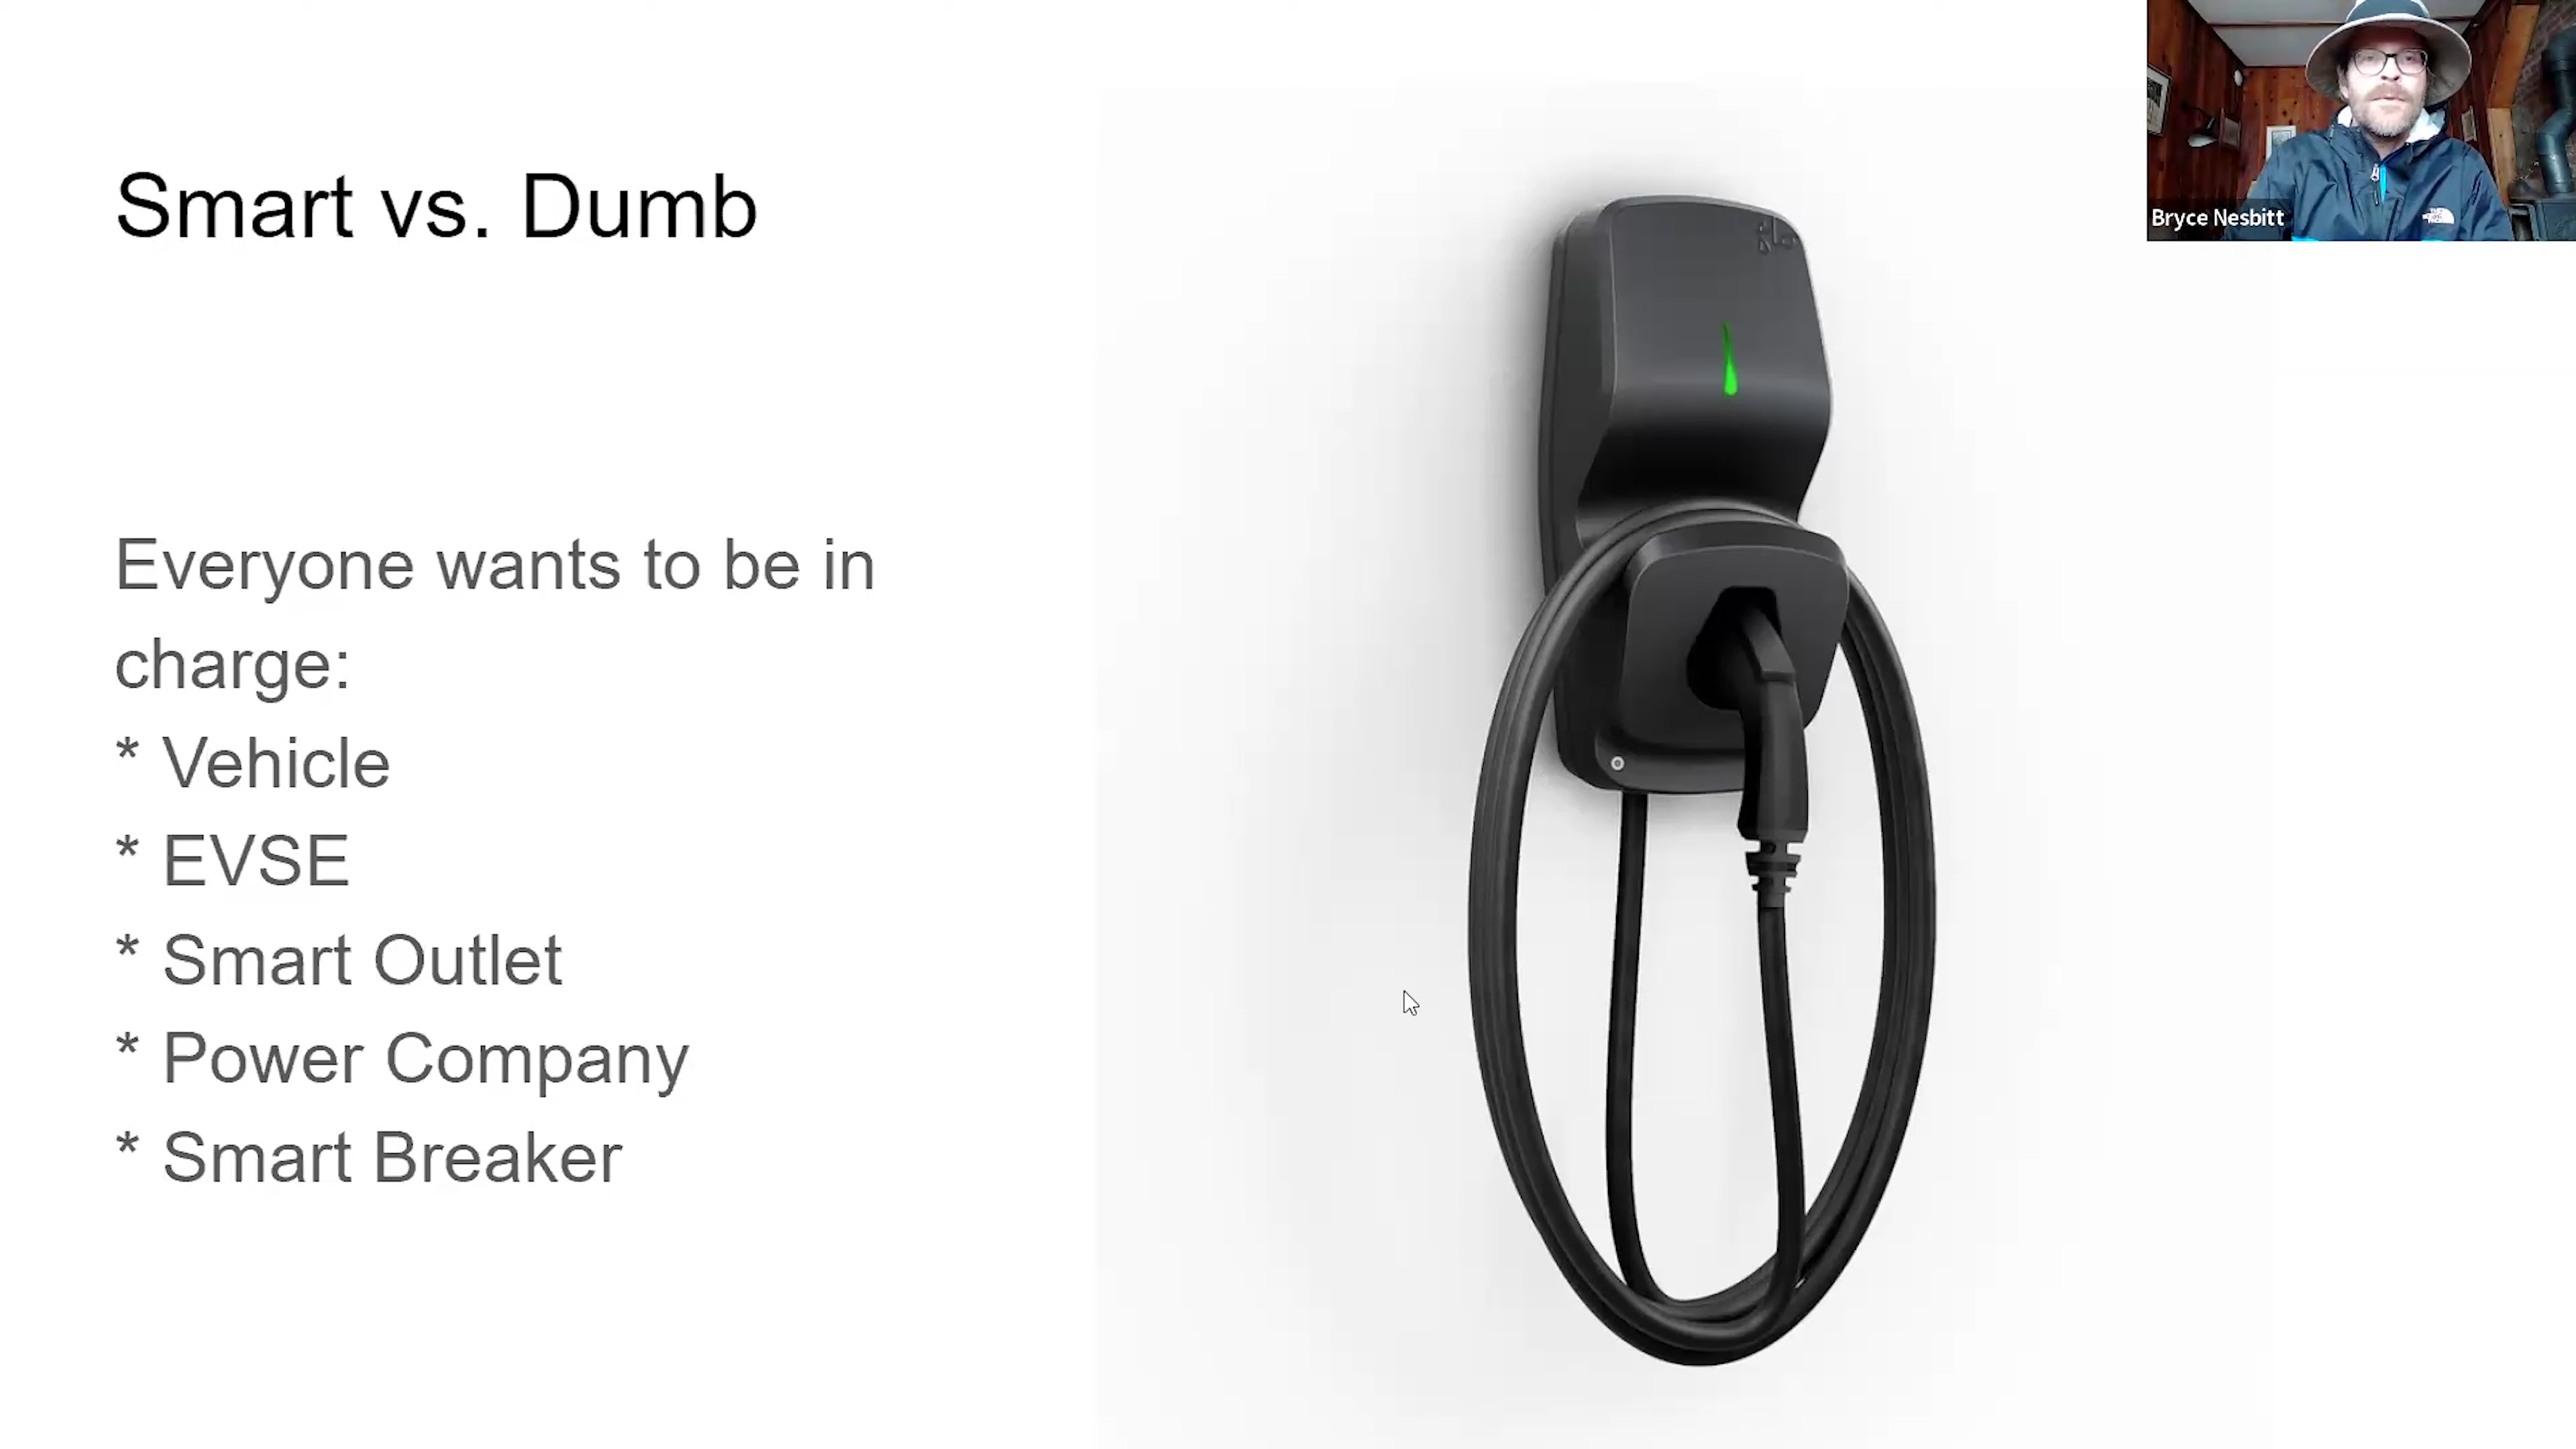 Smart vs. Dumb
Everyone wants to be in
charge:
* Vehicle
* EVSE
* Smart Outlet
* Power Company
* Smart Breaker
flo
Bryce Nesbitt